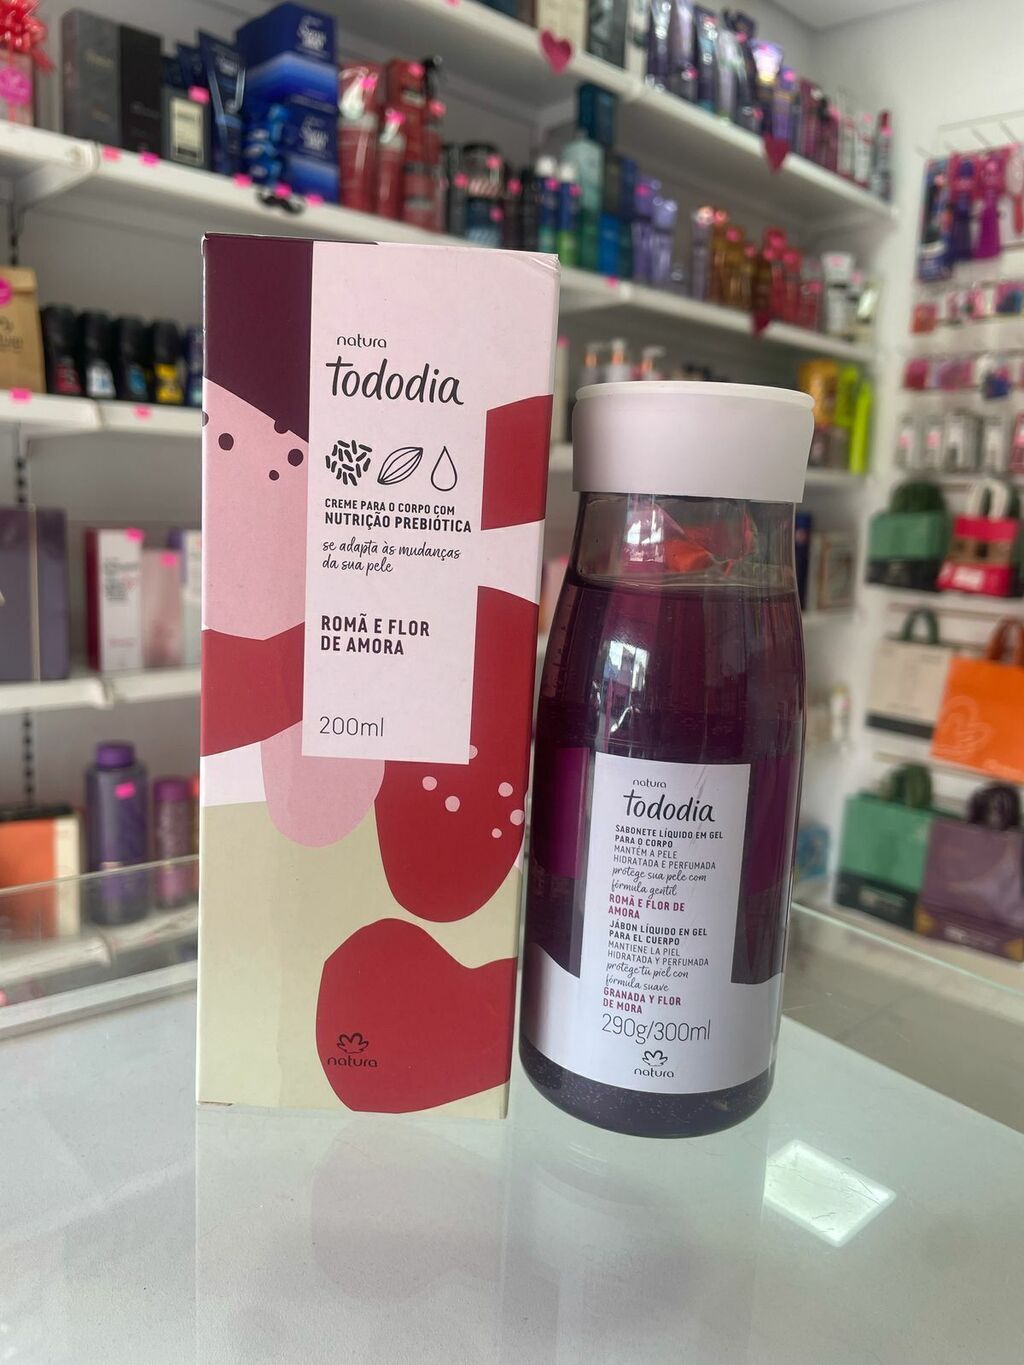 natura
tododia
CREME PARA O CORPO COM
NUTRIÇÃO PREBIÓTICA
se adapta às mudanças
da sua pele
ROMÃ E FLOR
DE AMORA
200ml
natura
natura
tododia
SABONETE LÍQUIDO EM GEL
PARA O CORPO
MANTÉM A PELE
HIDRATADA E PERFUMADA
protege sua pele com
fórmula gentil
ROMÃ E FLOR DE
AMORA
JÁBON LÍQUIDO EN GEL
PARA EL CUERPO
MANTIENE LA PIEL
HIDRATADA Y PERFUMADA
protege tu piel con
fórmula suave
GRANADA Y FLOR
DE MORA
290g/300ml
natura